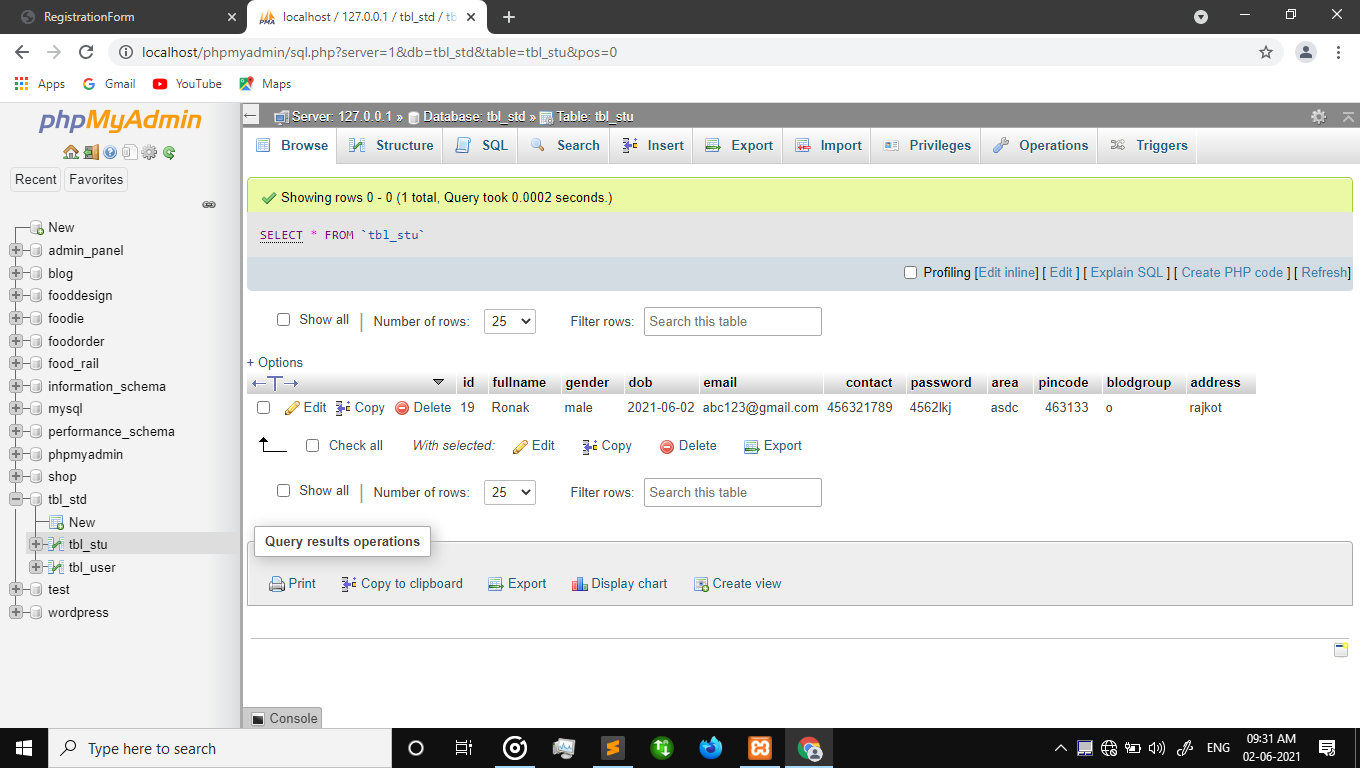 RegistrationForm
localhost / 127.0.0.1 / tbl_std / tb
localhost/phpmyadmin/sql.php?server=1&db=tbl_std&table=tbl_stu&pos=0
Apps Gmail YouTube Maps
phpMyAdmin
Recent Favorites
New
admin_panel
blog
fooddesign
foodie
foodorder
food_rail
information_schema
mysql
performance_schema
phpmyadmin
shop
tbl_std
New
tbl_stu
tbl_user
test
wordpress
Server: 127.0.0.1 » Database: tbl_std » Table: tbl_stu
Browse Structure SQL Search Insert Export Import Privileges Operations Triggers
Showing rows 0 - 0 (1 total, Query took 0.0002 seconds.)
SELECT * FROM `tbl_stu`
Profiling [Edit inline] [ Edit ] [ Explain SQL ] [ Create PHP code ] [ Refresh]
Show all | Number of rows: 25 Filter rows: Search this table
+ Options
id fullname gender dob email contact password area pincode blodgroup address
Edit Copy Delete 19 Ronak male 2021-06-02 abc123@gmail.com 456321789 4562lkj asdc 463133 o rajkot
Check all With selected: Edit Copy Delete Export
Show all | Number of rows: 25 Filter rows: Search this table
Query results operations
Print Copy to clipboard Export Display chart Create view
Console
Type here to search
ENG
09:31 AM
02-06-2021